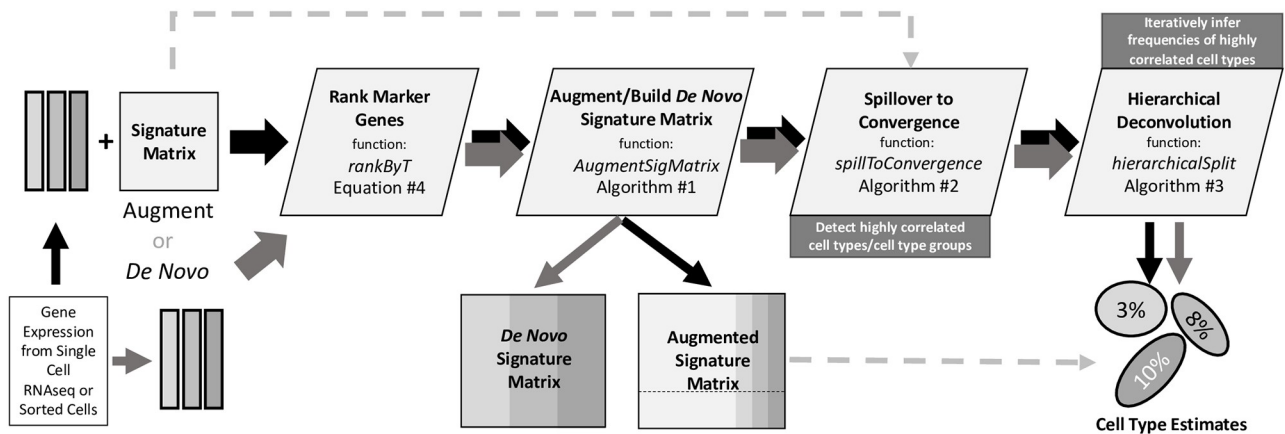 Iteratively infer
frequencies of highly
correlated cell types
+
Signature
Matrix
Augment
or
De Novo
Gene
Expression
from Single
Cell
RNAseq or
Sorted Cells
Rank Marker
Genes
function:
rankByT
Equation #4
Augment/Build De Novo
Signature Matrix
function:
AugmentSigMatrix
Algorithm #1
Spillover to
Convergence
function:
spillToConvergence
Algorithm #2
Detect highly correlated
cell types/cell type groups
Hierarchical
Deconvolution
function:
hierarchicalSplit
Algorithm #3
De Novo
Signature
Matrix
Augmented
Signature
Matrix
3%
8%
10%
Cell Type Estimates